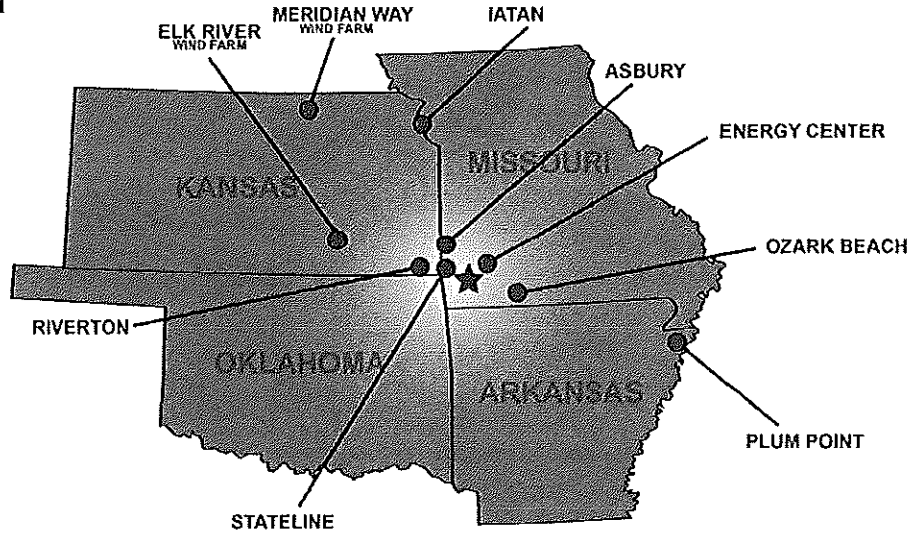 MERIDIAN WAY
WIND FARM
IATAN
ELK RIVER
WIND FARM
ASBURY
ENERGY CENTER
MISSOURI
KANSAS
OZARK BEACH
RIVERTON
OKLAHOMA
ARKANSAS
PLUM POINT
STATELINE